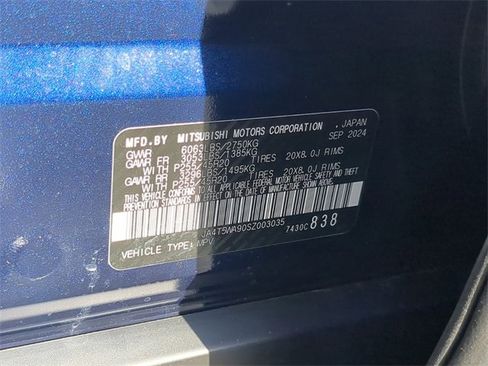 MFD.BY MITSUBISHI MOTORS CORPORATION , JAPAN
GVWR 6063LBS/2750KG SEP 2024
GAWR FR 3053LBS/1385KG
WITH P255/45R20 TIRES 20X8.0J RIMS
GAWR RR 3296LBS/1495KG
WITH P255/45R20 TIRES 20X8.0J RIMS
THIS VEHICLE CONFORMS TO ALL APPLICABLE FEDERAL MOTOR VEHICLE SAFETY AND THEFT
PREVENTION STANDARDS IN EFFECT ON THE DATE OF MANUFACTURE SHOWN ABOVE.
JA4T5WA90SZ003035 7430C 838
VEHICLE TYPE: MPV